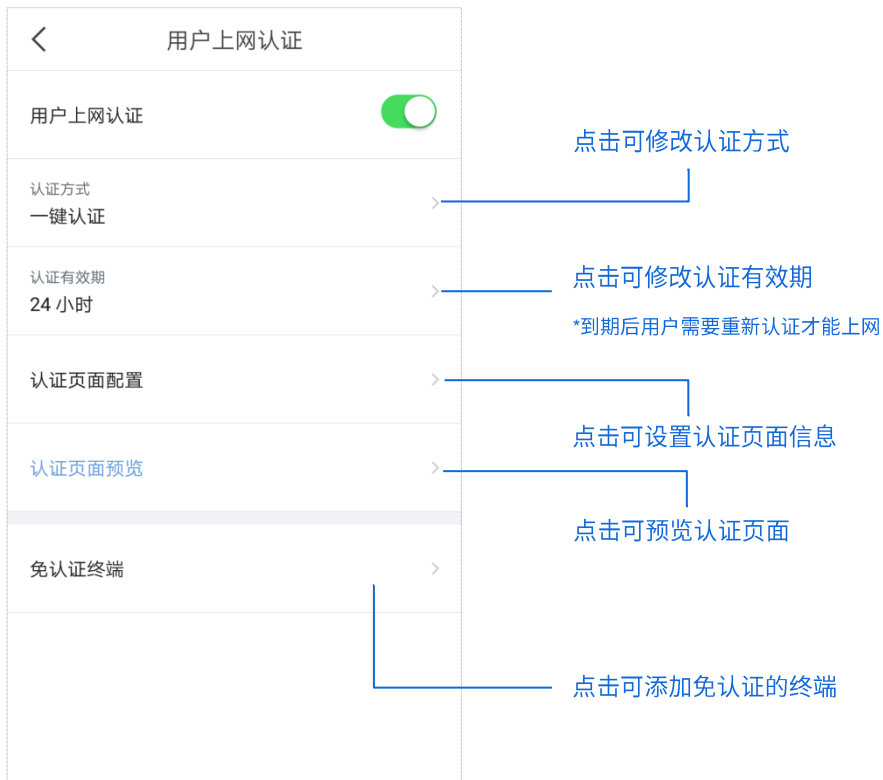 用户上网认证
用户上网认证
点击可修改认证方式
认证方式
一键认证
认证有效期
24 小时
点击可修改认证有效期
*到期后用户需要重新认证才能上网
认证页面配置
点击可设置认证页面信息
认证页面预览
点击可预览认证页面
免认证终端
点击可添加免认证的终端